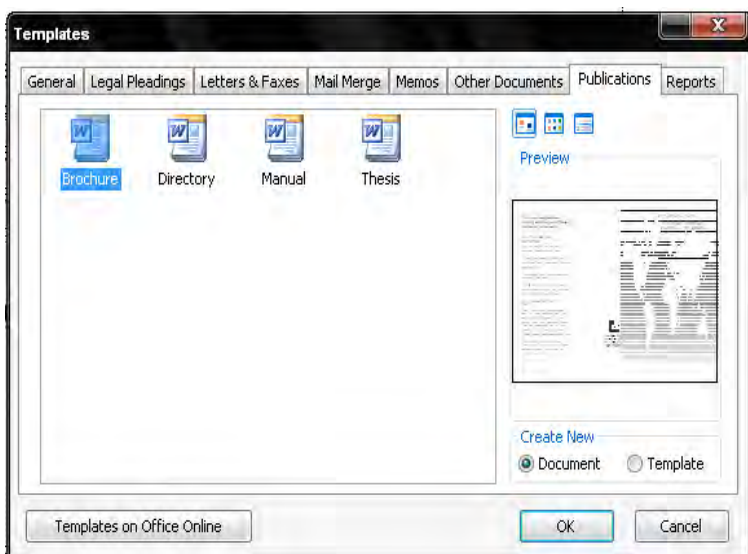 Templates
General Legal Pleadings Letters & Faxes Mail Merge Memos Other Documents Publications Reports
Brochure Directory Manual Thesis
Preview
Create New
Document Template
Templates on Office Online OK Cancel